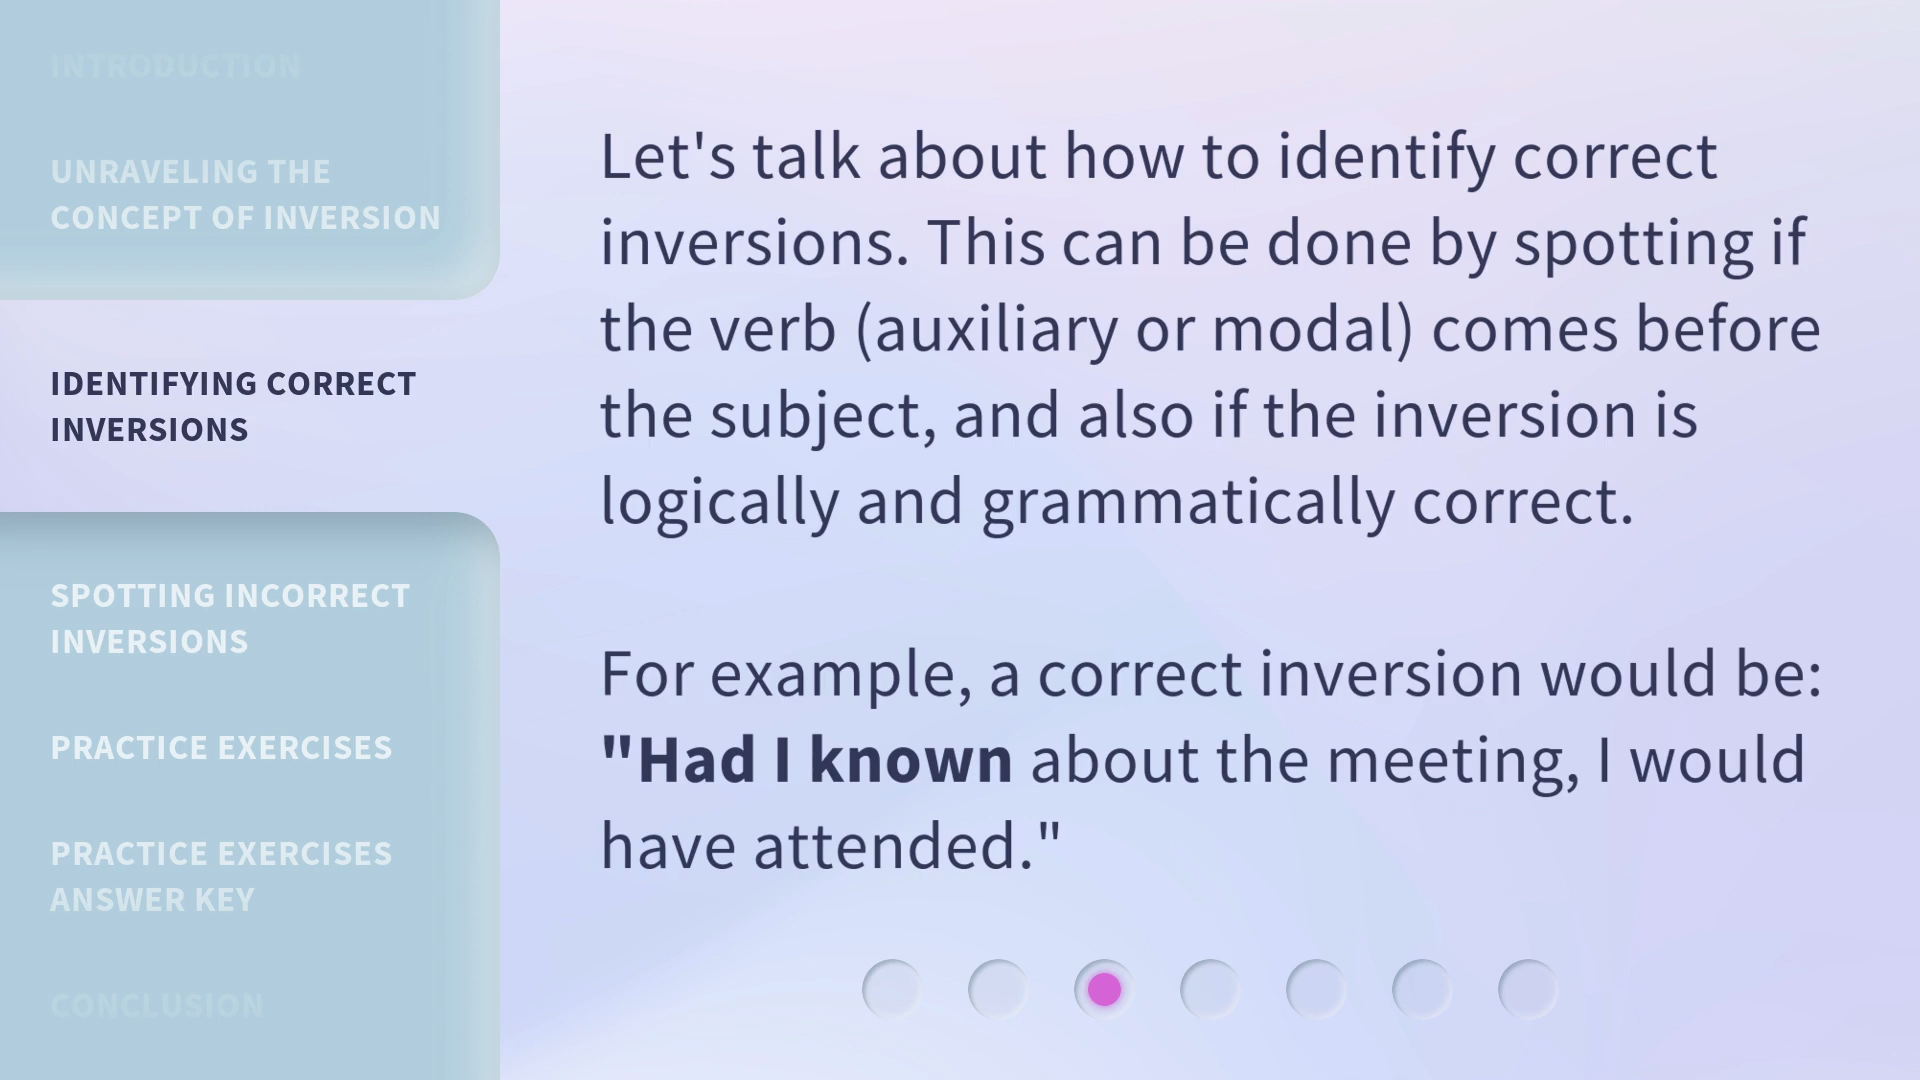 INTRODUCTION
UNRAVELING THE
CONCEPT OF INVERSION
IDENTIFYING CORRECT
INVERSIONS
SPOTTING INCORRECT
INVERSIONS
PRACTICE EXERCISES
PRACTICE EXERCISES
ANSWER KEY
CONCLUSION
Let's talk about how to identify correct
inversions. This can be done by spotting if
the verb (auxiliary or modal) comes before
the subject, and also if the inversion is
logically and grammatically correct.
For example, a correct inversion would be:
"Had I known about the meeting, I would
have attended."